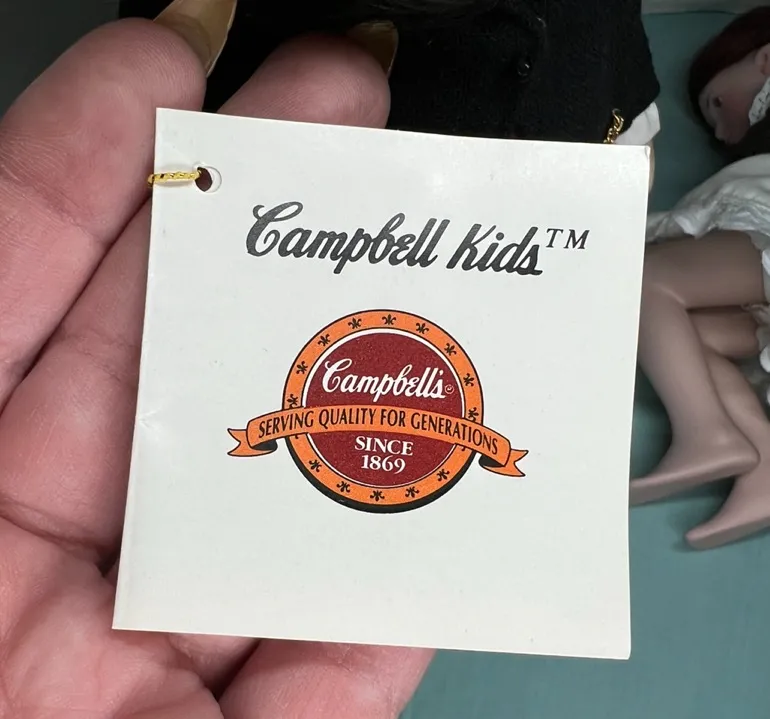 Campbell Kids™
Campbell's®
SERVING QUALITY FOR GENERATIONS
SINCE
1869